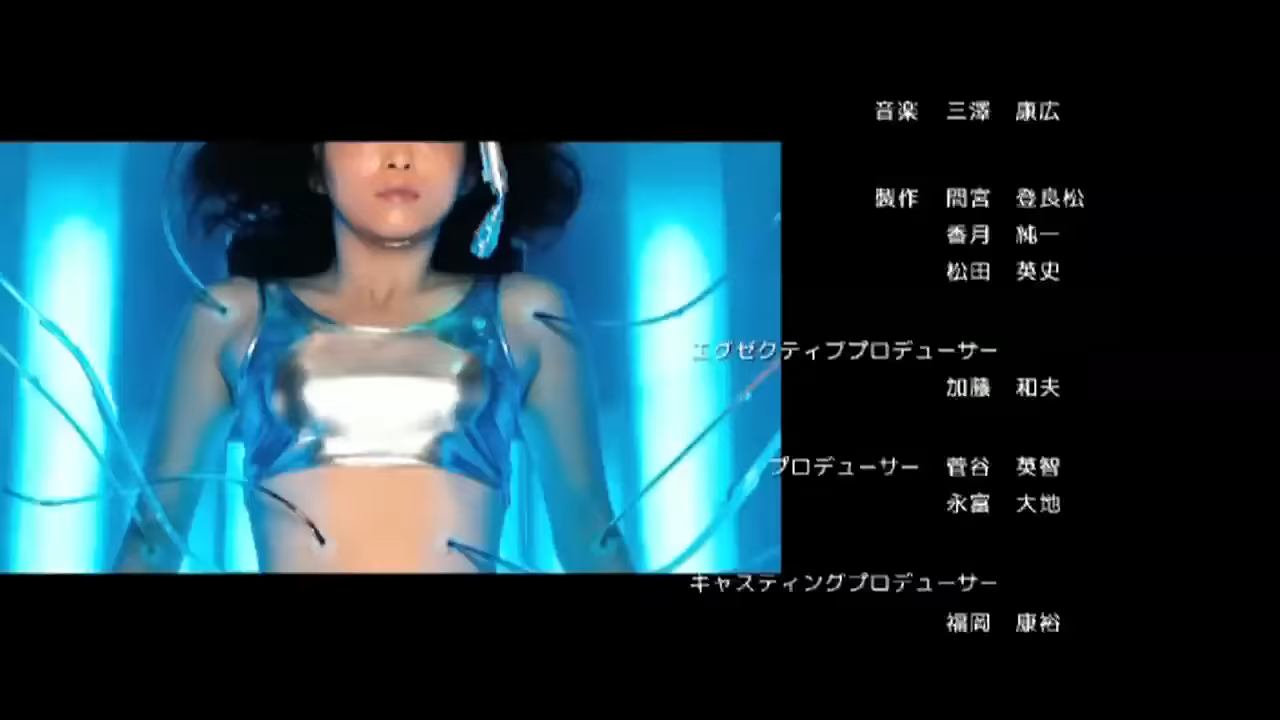 音楽 三澤 康広
製作 間宮 登良松
香月 純一
松田 英史
エグゼクティブプロデューサー
加藤 和夫
プロデューサー 菅谷 英智
永富 大地
キャスティングプロデューサー
福岡 康裕